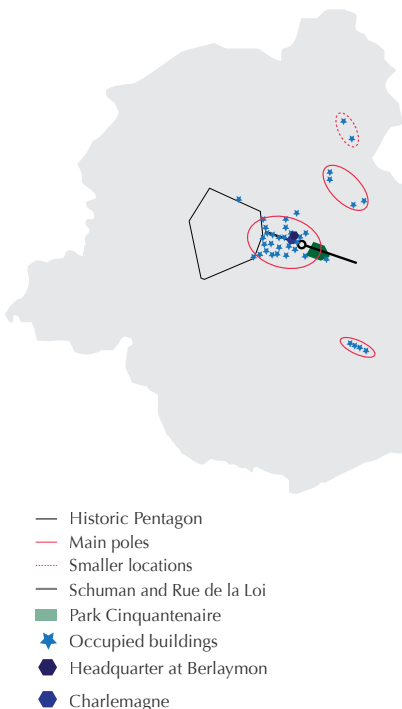 Historic Pentagon
Main poles
Smaller locations
Schuman and Rue de la Loi
Park Cinquantenaire
Occupied buildings
Headquarter at Berlaymon
Charlemagne